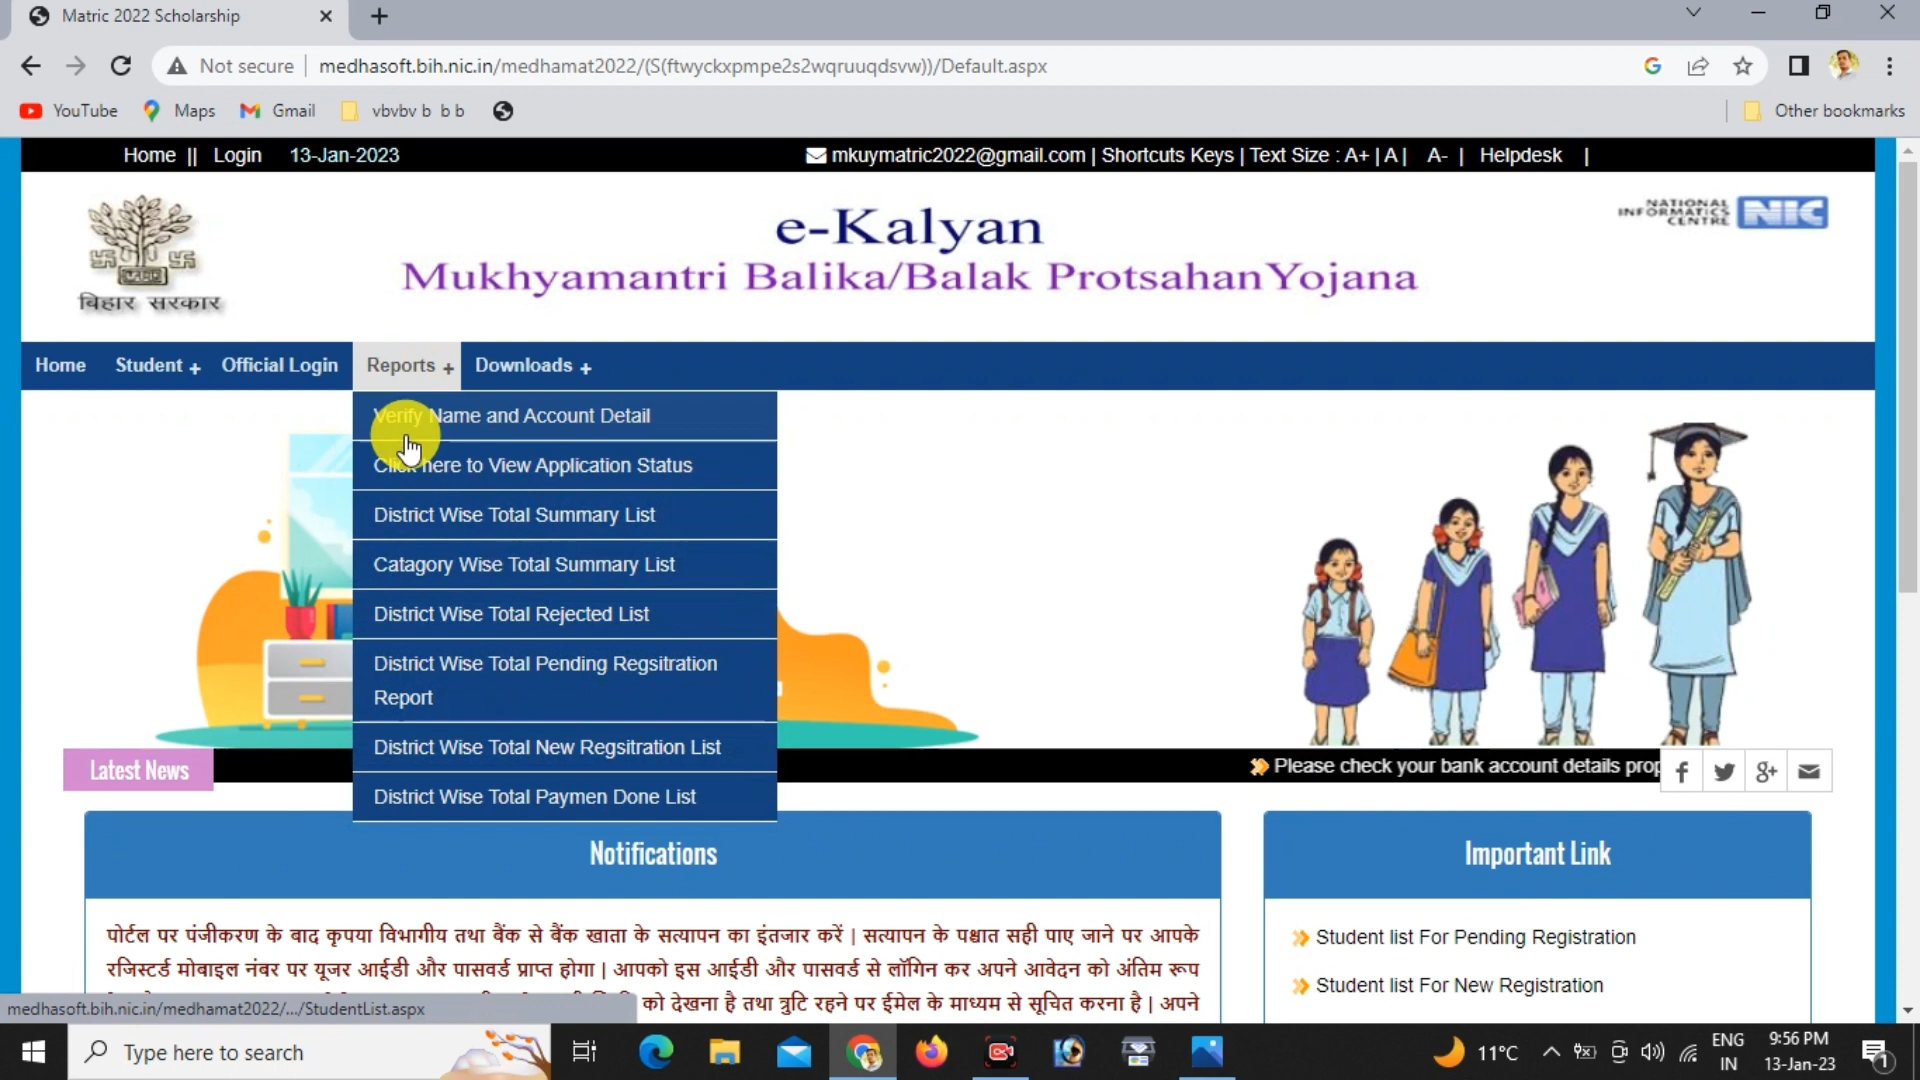 Matric 2022 Scholarship
Not secure
medhasoft.bih.nic.in/medhamat2022/(S(ftwyckxpmpe2s2wqruuqdsvw))/Default.aspx
YouTube Maps Gmail vbvbv b b b Other bookmarks
Home || Login 13-Jan-2023
mkuymatric2022@gmail.com | Shortcuts Keys | Text Size : A+ | A | A- | Helpdesk |
बिहार सरकार
e-Kalyan
Mukhyamantri Balika/Balak Protsahan Yojana
NATIONAL
INFORMATICS
CENTRE
NIC
Home Student + Official Login Reports + Downloads +
Verify Name and Account Detail
Click here to View Application Status
District Wise Total Summary List
Catagory Wise Total Summary List
District Wise Total Rejected List
District Wise Total Pending Regsitration
Report
District Wise Total New Regsitration List
District Wise Total Paymen Done List
Latest News
Please check your bank account details
Notifications
Important Link
पोर्टल पर पंजीकरण के बाद कृपया विभागीय तथा बैंक से बैंक खाता के सत्यापन का इंतजार करें | सत्यापन के पश्चात सही पाए जाने पर आपके
रजिस्टर्ड मोबाइल नंबर पर यूजर आईडी और पासवर्ड प्राप्त होगा | आपको इस आईडी और पासवर्ड से लॉगिन कर अपने आवेदन को अंतिम रूप
को देखना है तथा त्रुटि रहने पर ईमेल के माध्यम से सूचित करना है | अपने
Student list For Pending Registration
Student list For New Registration
medhasoft.bih.nic.in/medhamat2022/.../StudentList.aspx
Type here to search
11°C
ENG
IN
9:56 PM
13-Jan-23
1